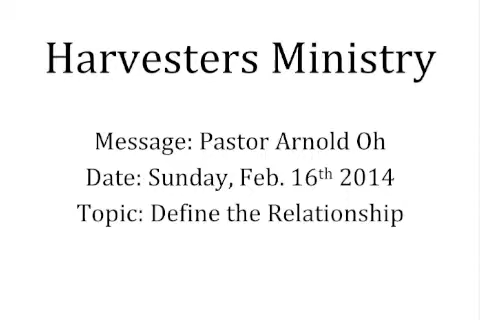 Harvesters Ministry
Message: Pastor Arnold Oh
Date: Sunday, Feb. 16th 2014
Topic: Define the Relationship